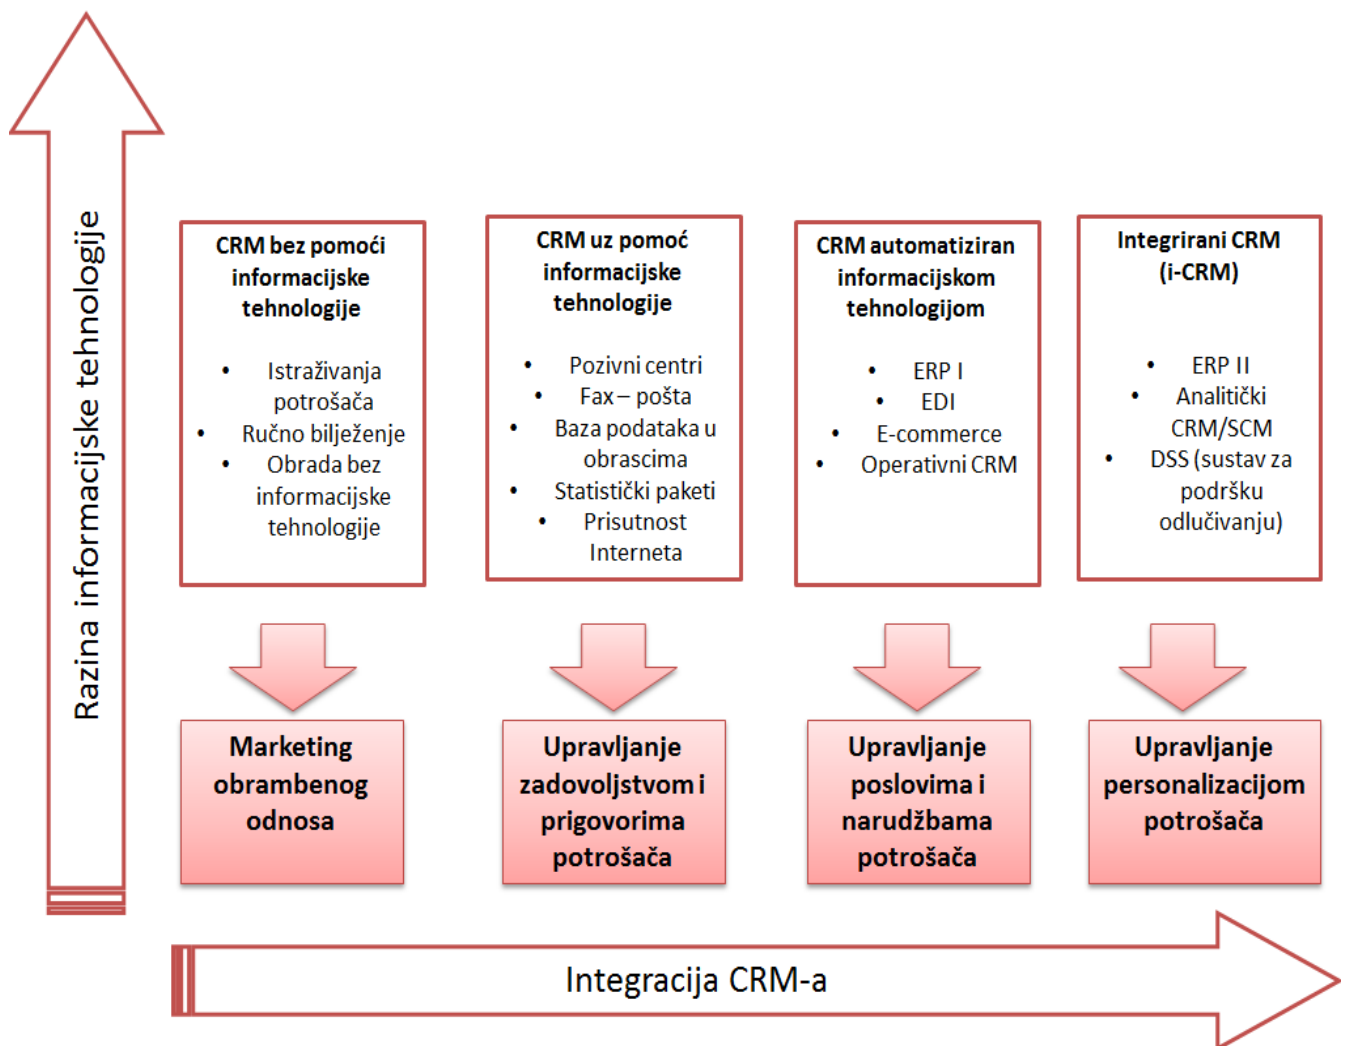 Razina informacijske tehnologije
CRM bez pomoći
informacijske
tehnologije
• Istraživanja
potrošača
• Ručno bilježenje
• Obrada bez
informacijske
tehnologije
CRM uz pomoć
informacijske
tehnologije
• Pozivni centri
• Fax – pošta
• Baza podataka u
obrascima
• Statistički paketi
• Prisutnost
Interneta
CRM automatiziran
informacijskom
tehnologijom
• ERP I
• EDI
• E-commerce
• Operativni CRM
Integrirani CRM
(i-CRM)
• ERP II
• Analitički
CRM/SCM
• DSS (sustav za
podršku
odlučivanju)
Marketing
obrambenog
odnosa
Upravljanje
zadovoljstvom i
prigovorima
potrošača
Upravljanje
poslovima i
narudžbama
potrošača
Upravljanje
personalizacijom
potrošača
Integracija CRM-a